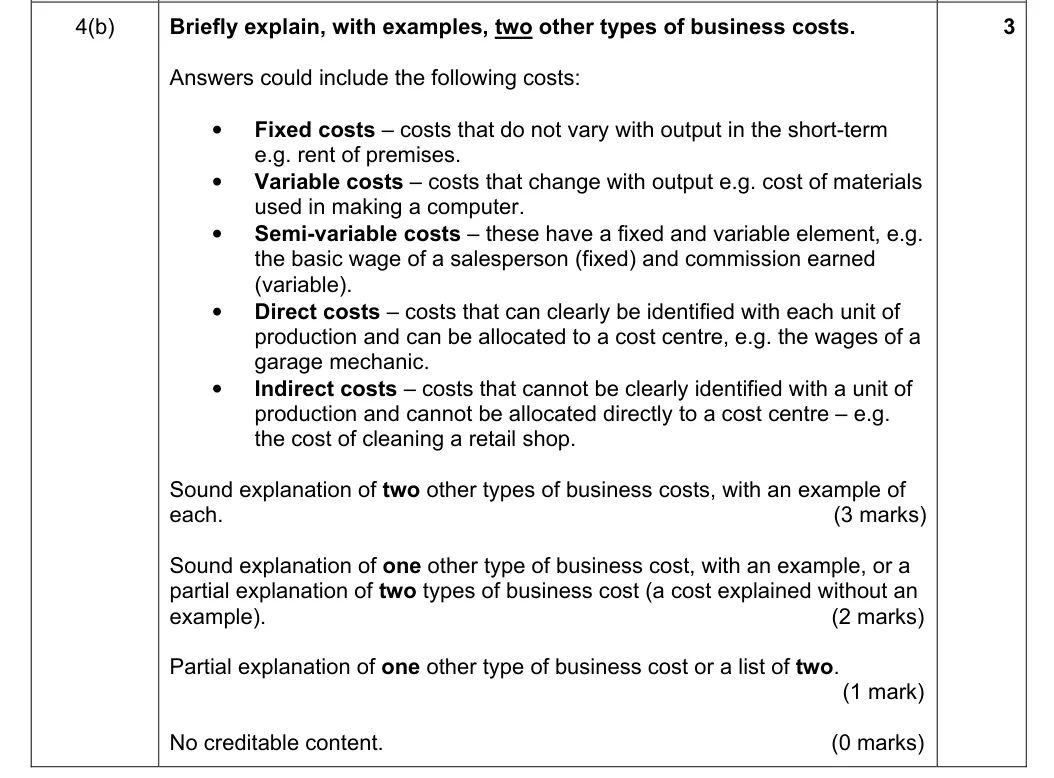 4(b) Briefly explain, with examples, two other types of business costs. 3
Answers could include the following costs:
• Fixed costs – costs that do not vary with output in the short-term
e.g. rent of premises.
• Variable costs – costs that change with output e.g. cost of materials
used in making a computer.
• Semi-variable costs – these have a fixed and variable element, e.g.
the basic wage of a salesperson (fixed) and commission earned
(variable).
• Direct costs – costs that can clearly be identified with each unit of
production and can be allocated to a cost centre, e.g. the wages of a
garage mechanic.
• Indirect costs – costs that cannot be clearly identified with a unit of
production and cannot be allocated directly to a cost centre – e.g.
the cost of cleaning a retail shop.
Sound explanation of two other types of business costs, with an example of
each. (3 marks)
Sound explanation of one other type of business cost, with an example, or a
partial explanation of two types of business cost (a cost explained without an
example). (2 marks)
Partial explanation of one other type of business cost or a list of two.
(1 mark)
No creditable content. (0 marks)